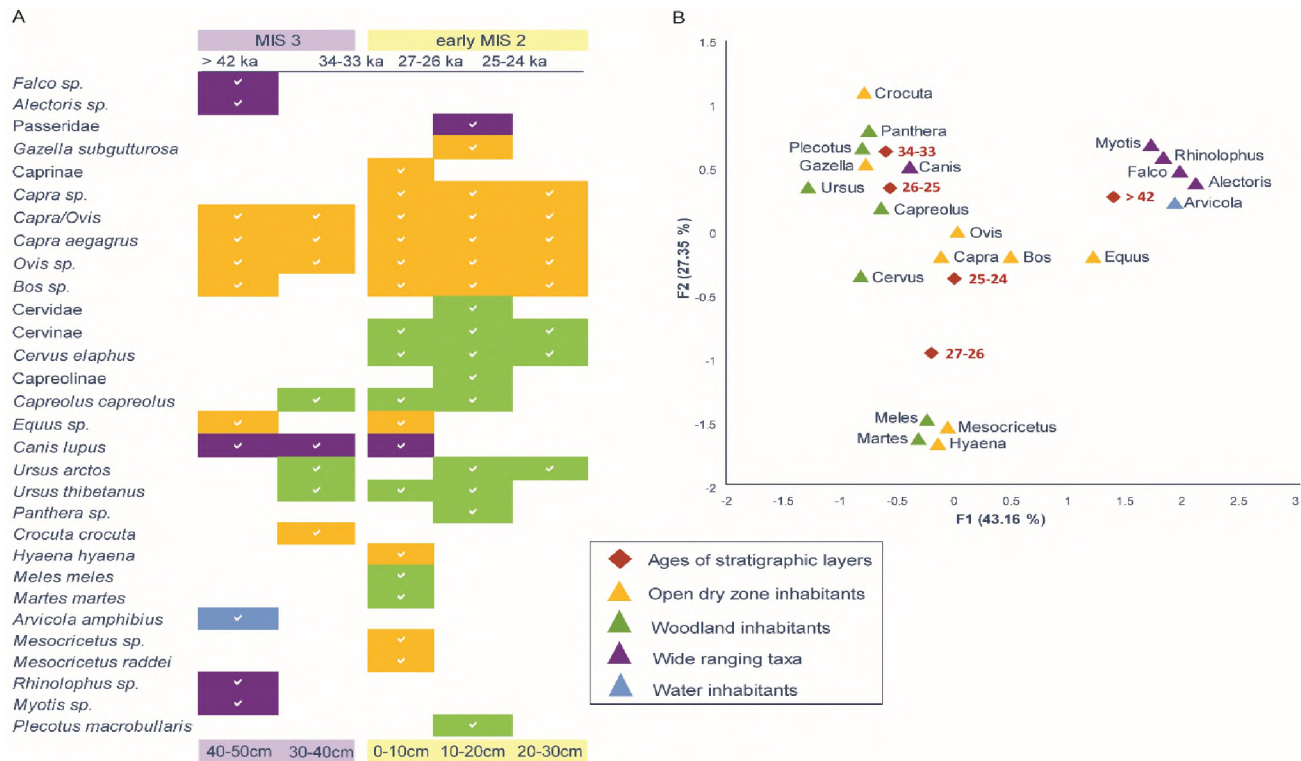 A
MIS 3 early MIS 2
> 42 ka 34-33 ka 27-26 ka 25-24 ka
Falco sp.
Alectoris sp.
Passeridae
Gazella subgutturosa
Caprinae
Capra sp.
Capra/Ovis
Capra aegagrus
Ovis sp.
Bos sp.
Cervidae
Cervinae
Cervus elaphus
Capreolinae
Capreolus capreolus
Equus sp.
Canis lupus
Ursus arctos
Ursus thibetanus
Panthera sp.
Crocuta crocuta
Hyaena hyaena
Meles meles
Martes martes
Arvicola amphibius
Mesocricetus sp.
Mesocricetus raddei
Rhinolophus sp.
Myotis sp.
Plecotus macrobullaris
40-50cm 30-40cm 0-10cm 10-20cm 20-30cm
B
1.5
1
0.5
0
-0.5
-1
-1.5
-2
F2 (27.35 %)
Crocuta
Panthera
Plecotus
34-33
Gazella
Canis
Ursus
26-25
Capreolus
Myotis
Rhinolophus
Falco
Alectoris
> 42
Arvicola
Ovis
Capra
Bos
Equus
Cervus
25-24
27-26
Meles
Mesocricetus
Martes
Hyaena
-2 -1.5 -1 -0.5 0 0.5 1 1.5 2 2.5 3
F1 (43.16 %)
Ages of stratigraphic layers
Open dry zone inhabitants
Woodland inhabitants
Wide ranging taxa
Water inhabitants